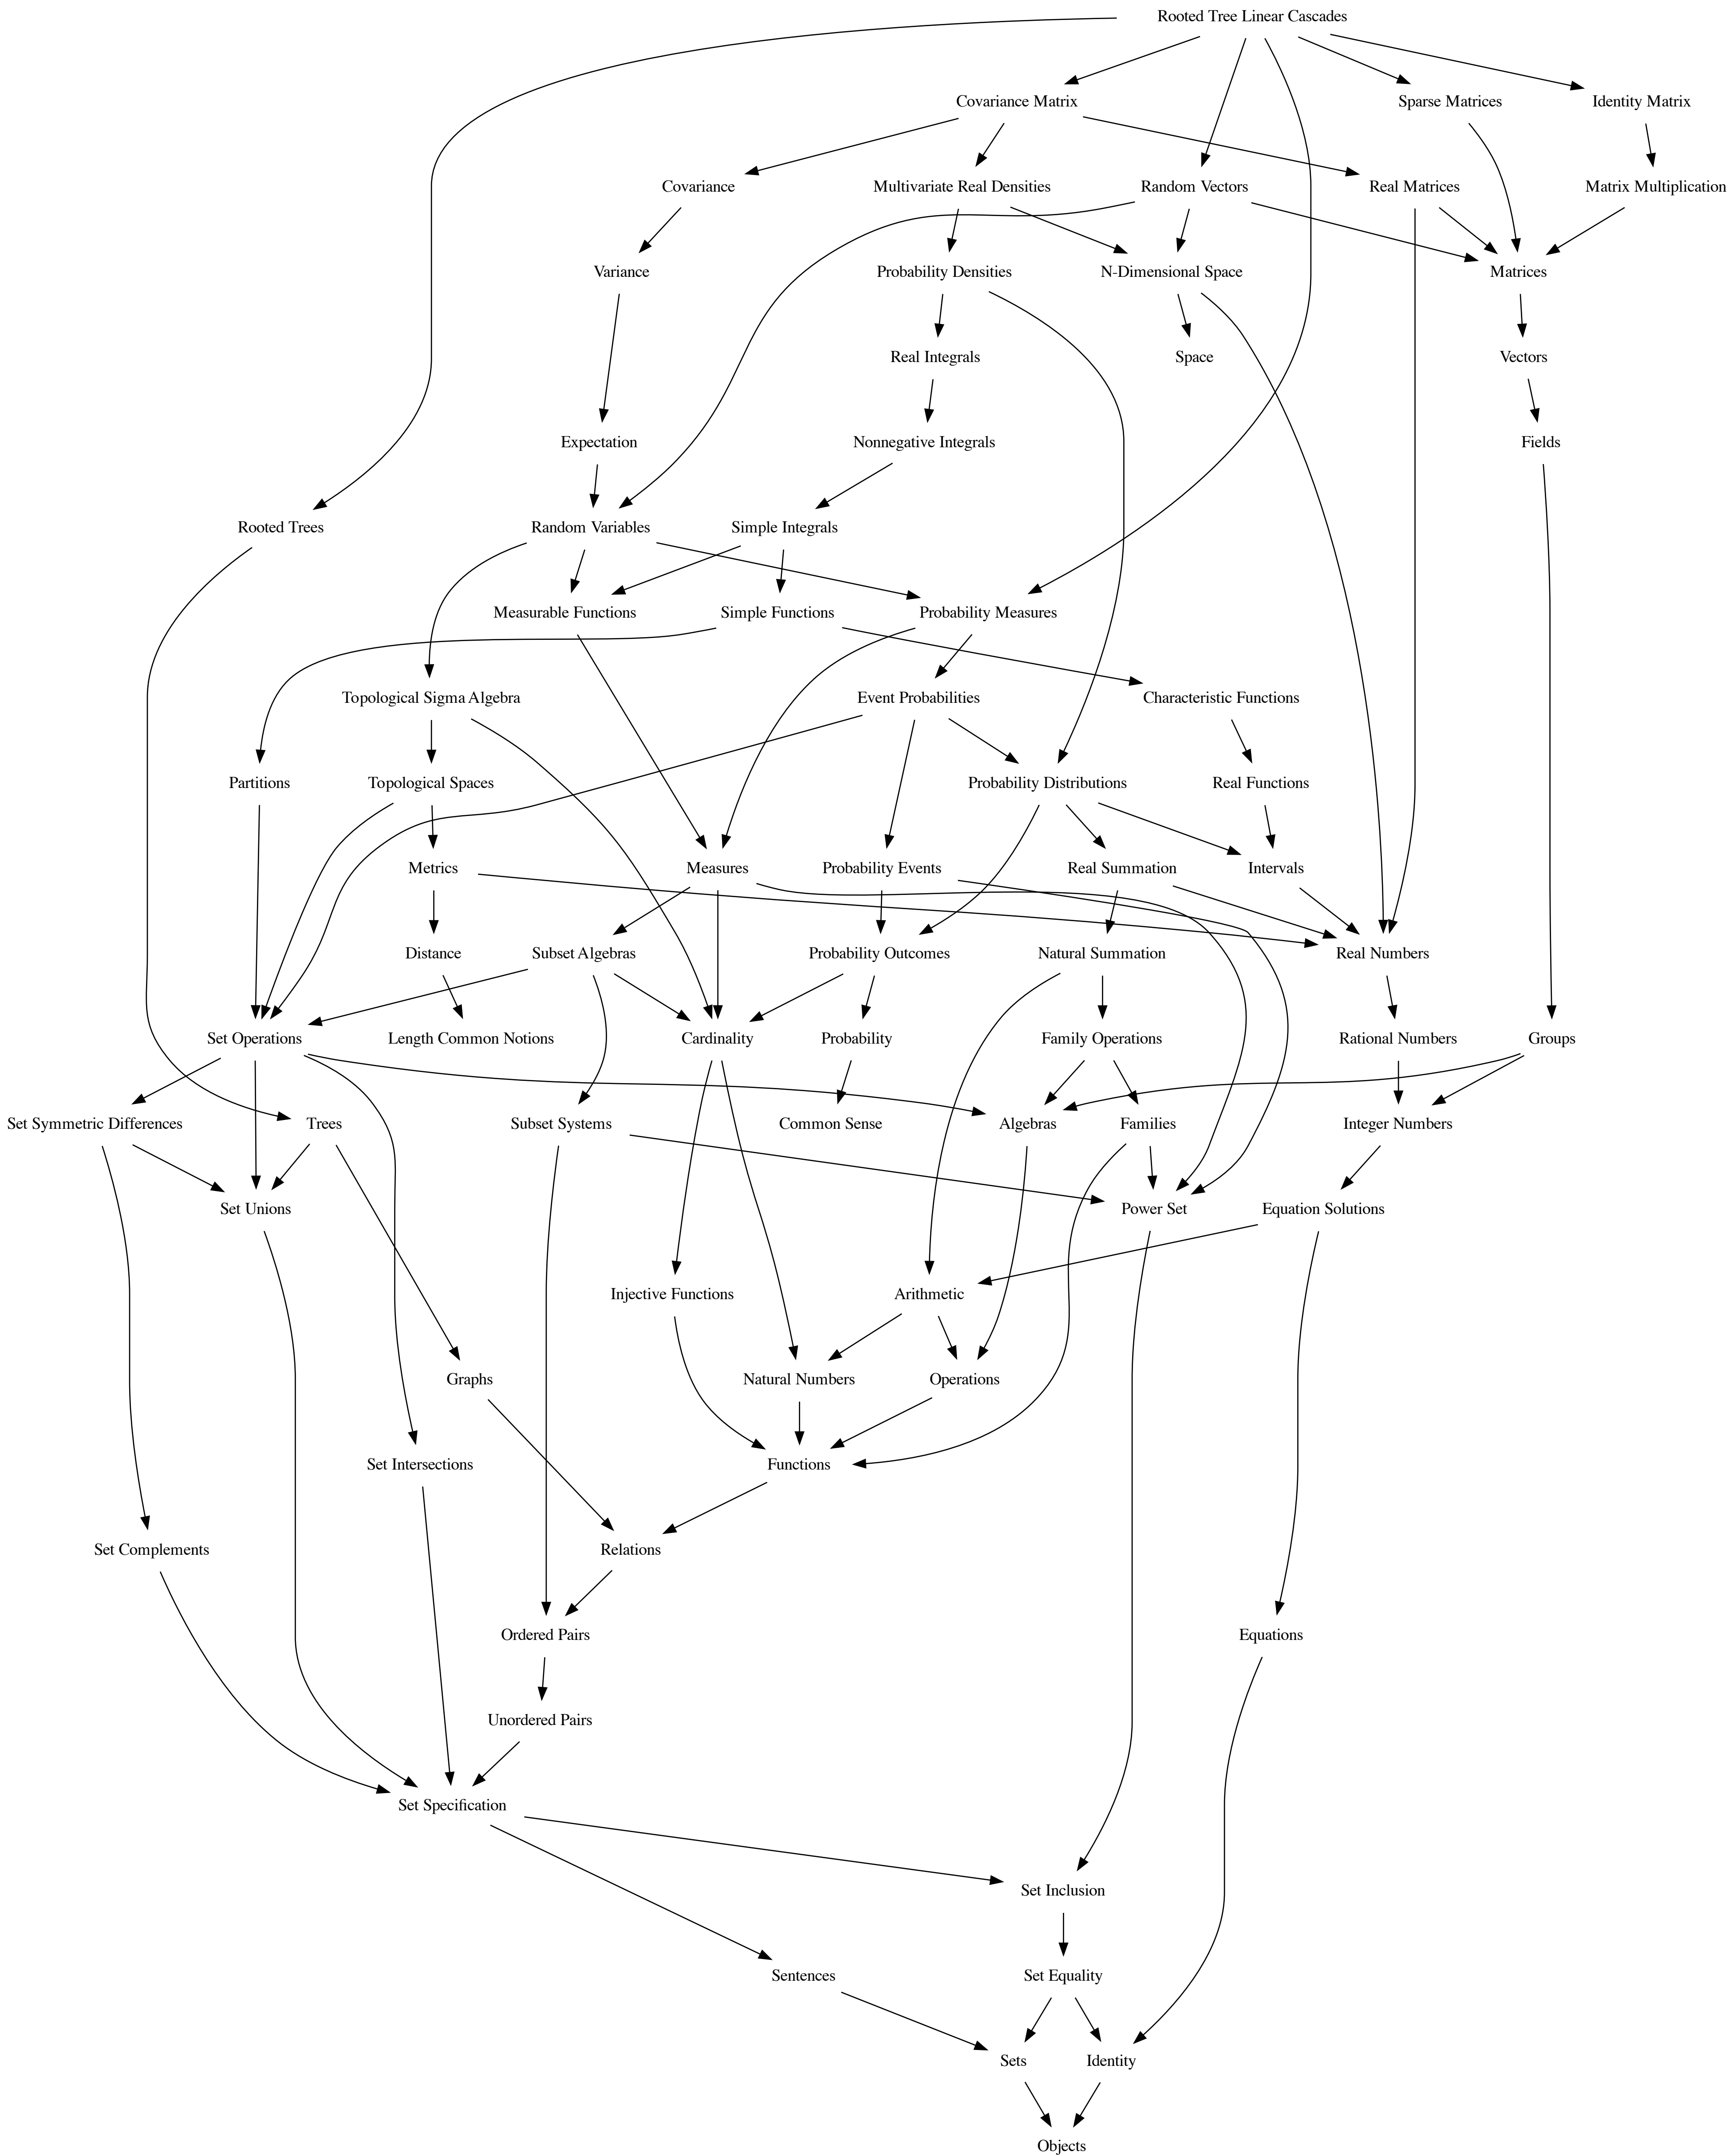 Rooted Tree Linear Cascades
Covariance Matrix
Sparse Matrices
Identity Matrix
Covariance
Multivariate Real Densities
Random Vectors
Real Matrices
Matrix Multiplication
Variance
Probability Densities
N-Dimensional Space
Matrices
Real Integrals
Space
Vectors
Expectation
Nonnegative Integrals
Fields
Rooted Trees
Random Variables
Simple Integrals
Measurable Functions
Simple Functions
Probability Measures
Topological Sigma Algebra
Event Probabilities
Characteristic Functions
Partitions
Topological Spaces
Probability Distributions
Real Functions
Metrics
Measures
Probability Events
Real Summation
Intervals
Distance
Subset Algebras
Probability Outcomes
Natural Summation
Real Numbers
Set Operations
Length Common Notions
Cardinality
Probability
Family Operations
Rational Numbers
Groups
Set Symmetric Differences
Trees
Subset Systems
Common Sense
Algebras
Families
Integer Numbers
Set Unions
Power Set
Equation Solutions
Injective Functions
Arithmetic
Graphs
Natural Numbers
Operations
Set Intersections
Functions
Set Complements
Relations
Ordered Pairs
Equations
Unordered Pairs
Set Specification
Set Inclusion
Sentences
Set Equality
Sets
Identity
Objects